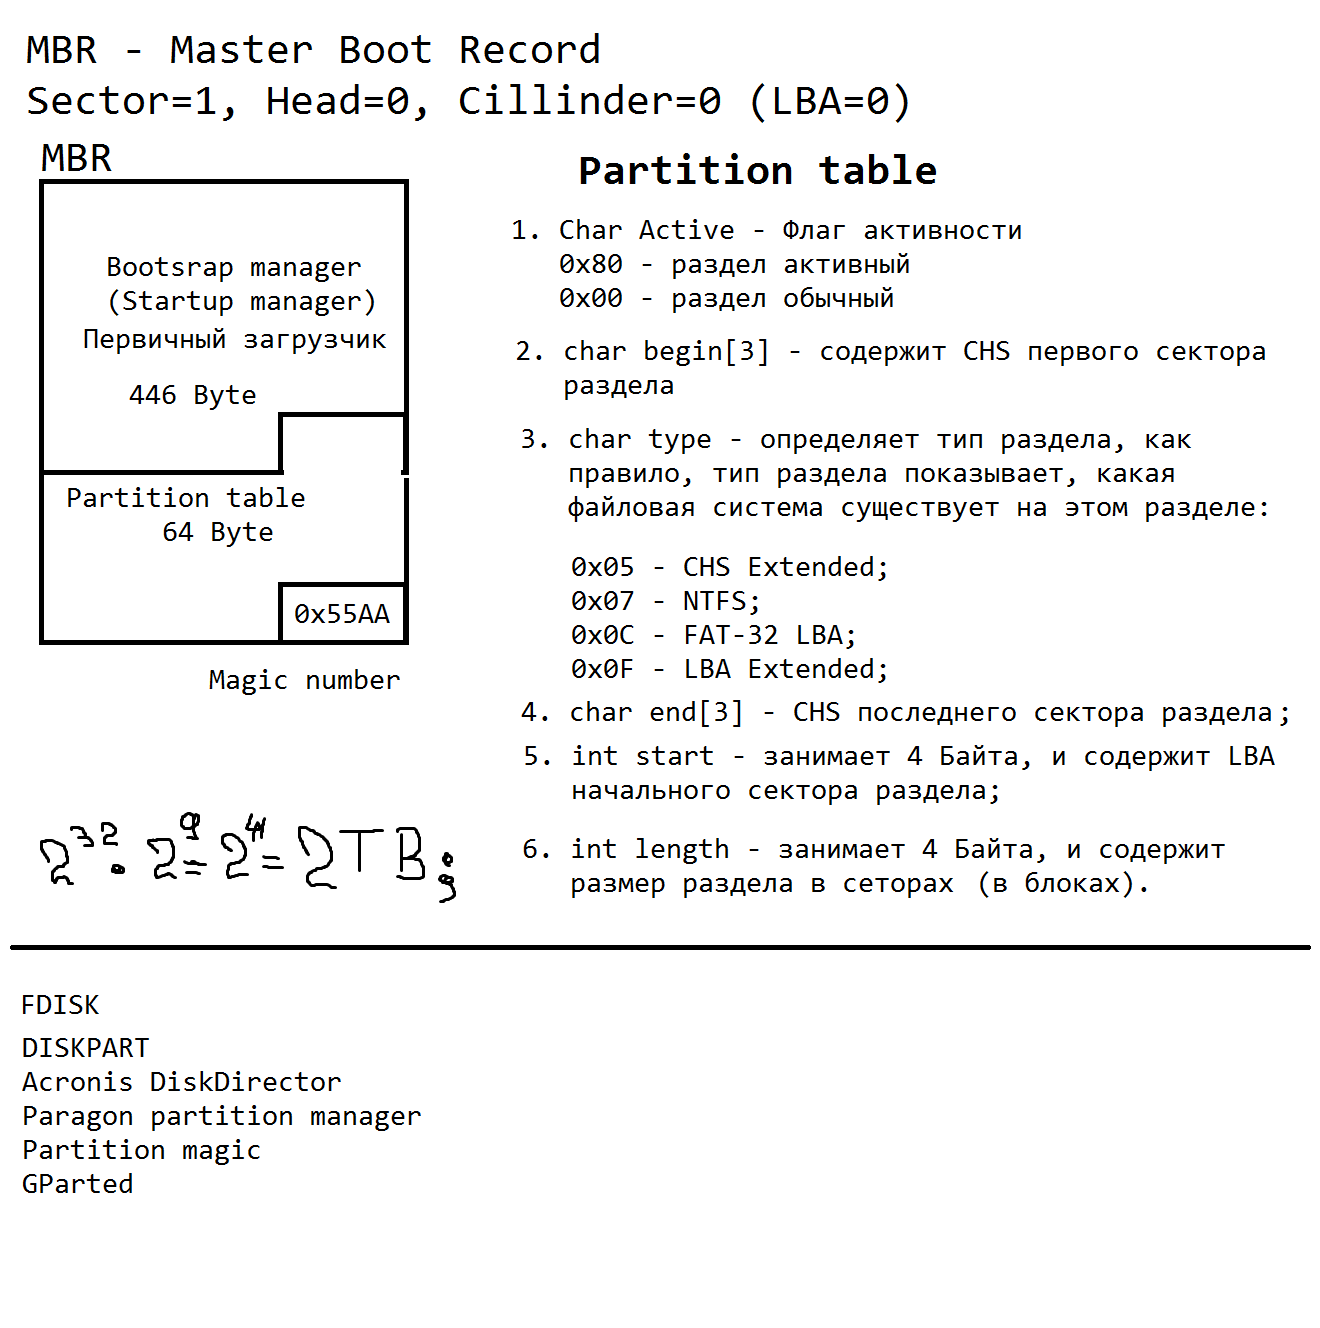 MBR - Master Boot Record
Sector=1, Head=0, Cillinder=0 (LBA=0)
MBR
Bootsrap manager
(Startup manager)
Первичный загрузчик
446 Byte
Partition table
64 Byte
0x55AA
Magic number
2^32 . 2^9 = 2^41 = 2TB;
Partition table
1. Char Active - Флаг активности
0x80 - раздел активный
0x00 - раздел обычный
2. char begin[3] - содержит CHS первого сектора
раздела
3. char type - определяет тип раздела, как
правило, тип раздела показывает, какая
файловая система существует на этом разделе:
0x05 - CHS Extended;
0x07 - NTFS;
0x0C - FAT-32 LBA;
0x0F - LBA Extended;
4. char end[3] - CHS последнего сектора раздела;
5. int start - занимает 4 Байта, и содержит LBA
начального сектора раздела;
6. int length - занимает 4 Байта, и содержит
размер раздела в сеторах (в блоках).
FDISK
DISKPART
Acronis DiskDirector
Paragon partition manager
Partition magic
GParted